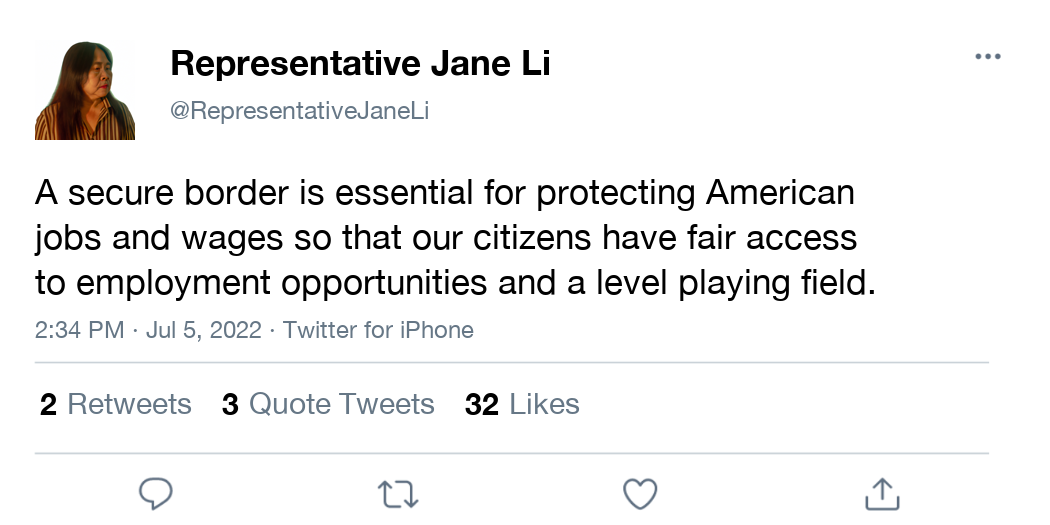 Representative Jane Li
@RepresentativeJaneLi
A secure border is essential for protecting American
jobs and wages so that our citizens have fair access
to employment opportunities and a level playing field.
2:34 PM · Jul 5, 2022 · Twitter for iPhone
2 Retweets 3 Quote Tweets 32 Likes